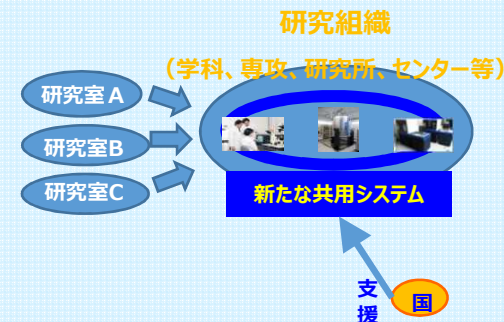 研究組織
（学科、専攻、研究所、センター等）
研究室A
研究室B
研究室C
新たな共用システム
支援
国